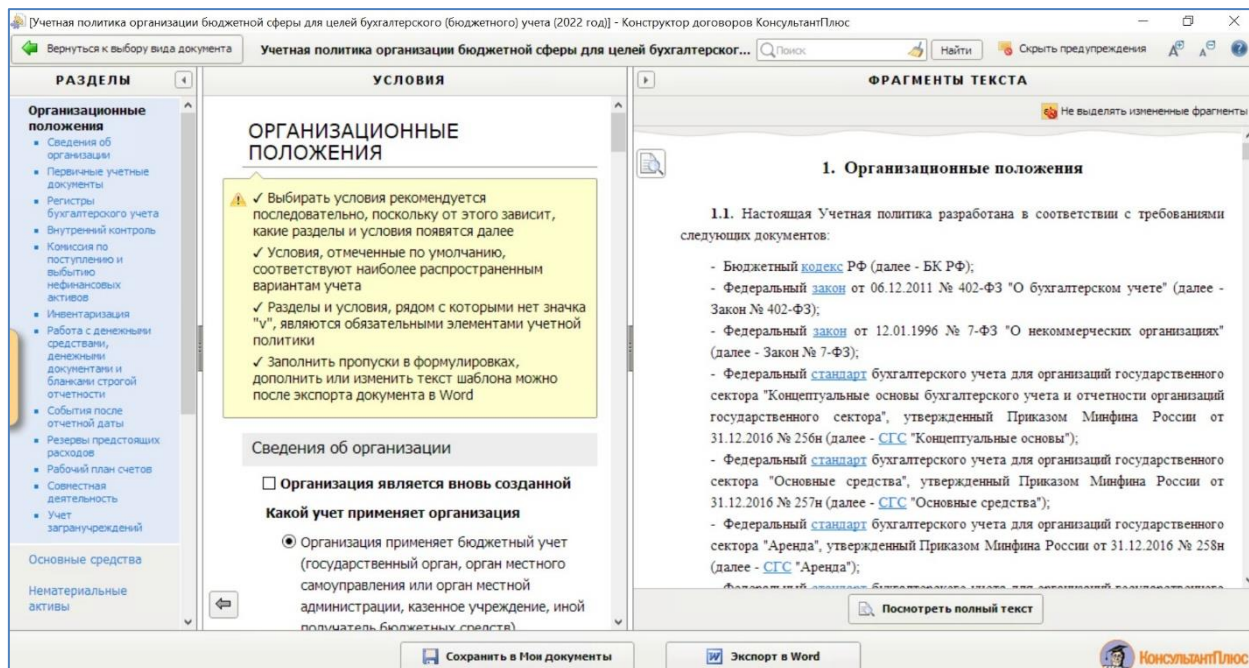 [Учетная политика организации бюджетной сферы для целей бухгалтерского (бюджетного) учета (2022 год)] - Конструктор договоров КонсультантПлюс
Вернуться к выбору вида документа
Учетная политика организации бюджетной сферы для целей бухгалтерског...
Поиск
Найти
Скрыть предупреждения
РАЗДЕЛЫ
Организационные
положения
Сведения об
организации
Первичные учетные
документы
Регистры
бухгалтерского учета
Внутренний контроль
Комиссия по
поступлению и
выбытию
нефинансовых
активов
Инвентаризация
Работа с денежными
средствами,
денежными
документами и
бланками строгой
отчетности
События после
отчетной даты
Резервы предстоящих
расходов
Рабочий план счетов
Совместная
деятельность
Учет
загранучреждений
Основные средства
Нематериальные
активы
УСЛОВИЯ
ОРГАНИЗАЦИОННЫЕ
ПОЛОЖЕНИЯ
✓ Выбирать условия рекомендуется
последовательно, поскольку от этого зависит,
какие разделы и условия появятся далее
✓ Условия, отмеченные по умолчанию,
соответствуют наиболее распространенным
вариантам учета
✓ Разделы и условия, рядом с которыми нет значка
"v", являются обязательными элементами учетной
политики
✓ Заполнить пропуски в формулировках,
дополнить или изменить текст шаблона можно
после экспорта документа в Word
Сведения об организации
Организация является вновь созданной
Какой учет применяет организация
Организация применяет бюджетный учет
(государственный орган, орган местного
самоуправления или орган местной
администрации, казенное учреждение, иной
получатель бюджетных средств)
ФРАГМЕНТЫ ТЕКСТА
Не выделять измененные фрагменты
1. Организационные положения
1.1. Настоящая Учетная политика разработана в соответствии с требованиями
следующих документов:
- Бюджетный кодекс РФ (далее - БК РФ);
- Федеральный закон от 06.12.2011 № 402-ФЗ "О бухгалтерском учете" (далее -
Закон № 402-ФЗ);
- Федеральный закон от 12.01.1996 № 7-ФЗ "О некоммерческих организациях"
(далее - Закон № 7-ФЗ);
- Федеральный стандарт бухгалтерского учета для организаций государственного
сектора "Концептуальные основы бухгалтерского учета и отчетности организаций
государственного сектора", утвержденный Приказом Минфина России от
31.12.2016 № 256н (далее - СГС "Концептуальные основы");
- Федеральный стандарт бухгалтерского учета для организаций государственного
сектора "Основные средства", утвержденный Приказом Минфина России от
31.12.2016 № 257н (далее - СГС "Основные средства");
- Федеральный стандарт бухгалтерского учета для организаций государственного
сектора "Аренда", утвержденный Приказом Минфина России от 31.12.2016 № 258н
(далее - СГС "Аренда");
- Федеральный стандарт бухгалтерского учета для организаций государственного
Посмотреть полный текст
Сохранить в Мои документы
Экспорт в Word
КонсультантПлюс